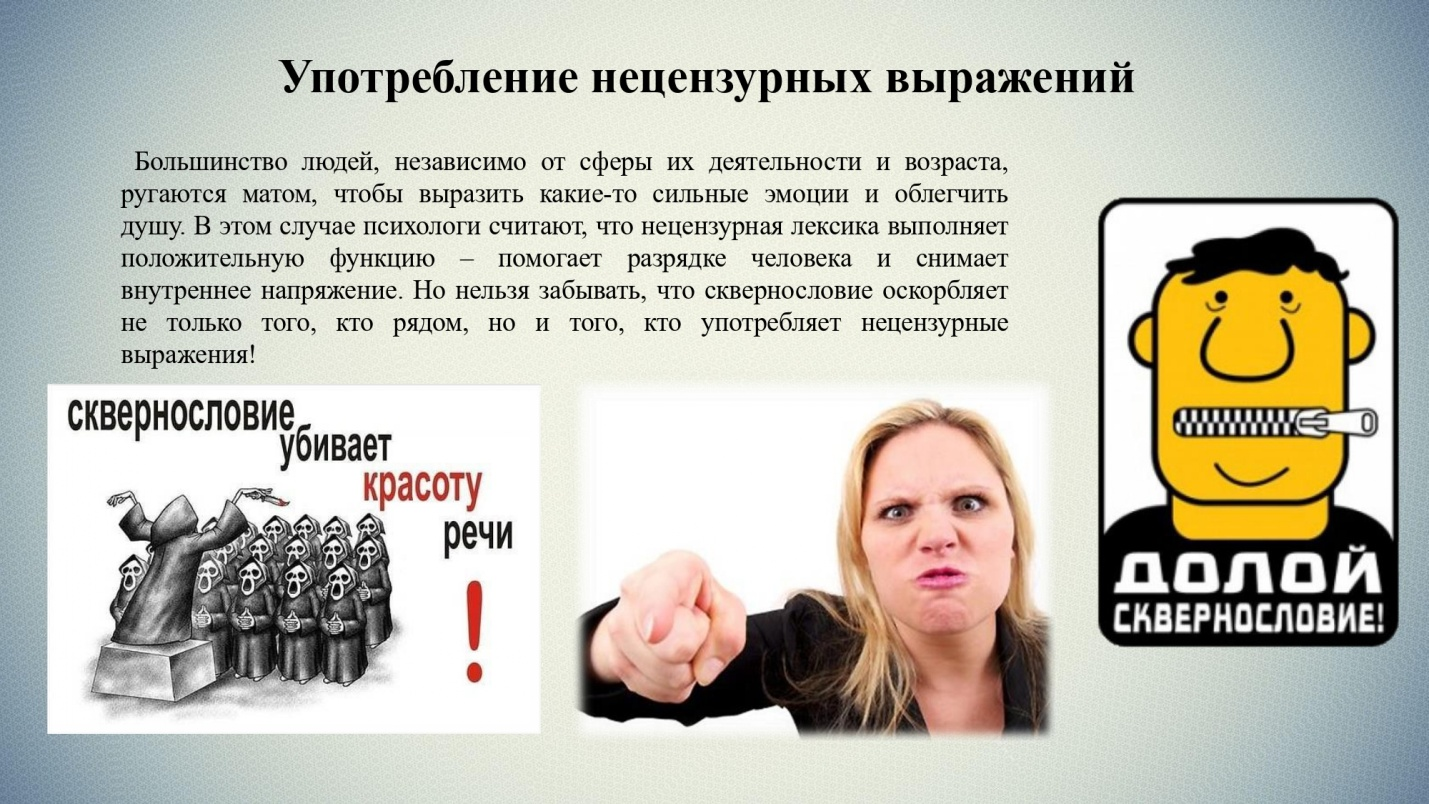 Употребление нецензурных выражений
Большинство людей, независимо от сферы их деятельности и возраста,
ругаются матом, чтобы выразить какие-то сильные эмоции и облегчить
душу. В этом случае психологи считают, что нецензурная лексика выполняет
положительную функцию – помогает разрядке человека и снимает
внутреннее напряжение. Но нельзя забывать, что сквернословие оскорбляет
не только того, кто рядом, но и того, кто употребляет нецензурные
выражения!
сквернословие
убивает
красоту
речи
!
ДОЛОЙ
СКВЕРНОСЛОВИЕ!